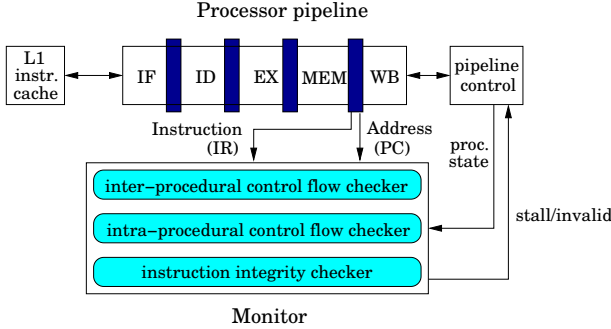 Processor pipeline
L1
instr.
cache
IF
ID
EX
MEM
WB
pipeline
control
Instruction
(IR)
Address
(PC)
proc.
state
stall/invalid
inter−procedural control flow checker
intra−procedural control flow checker
instruction integrity checker
Monitor